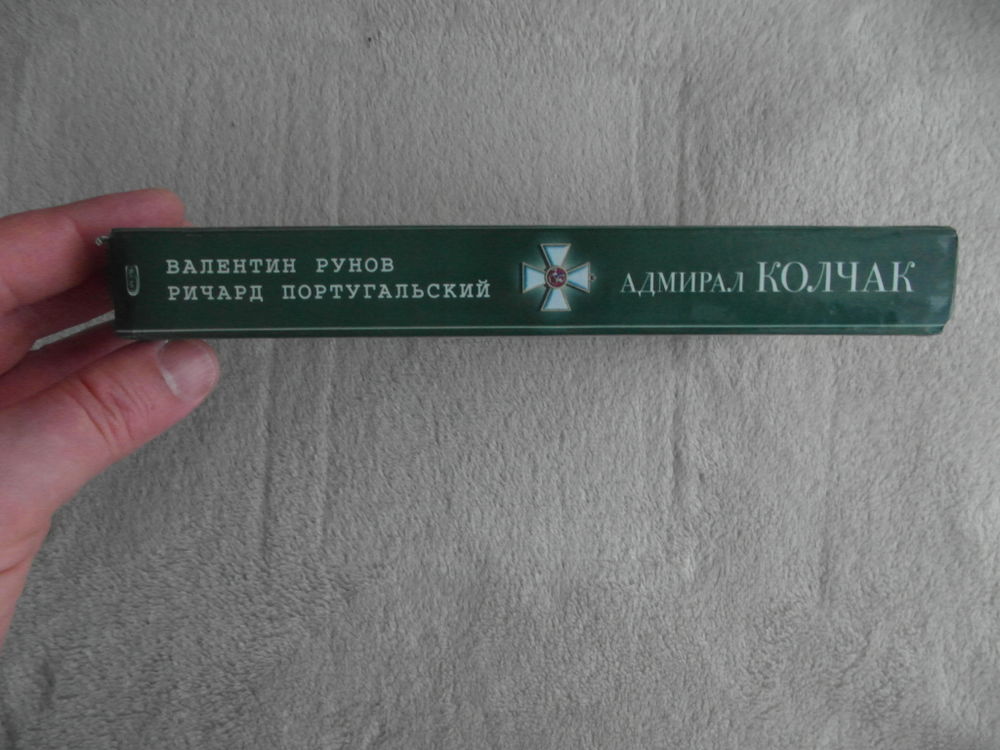 ВАЛЕНТИН РУНОВ
РИЧАРД ПОРТУГАЛЬСКИЙ
АДМИРАЛ КОЛЧАК